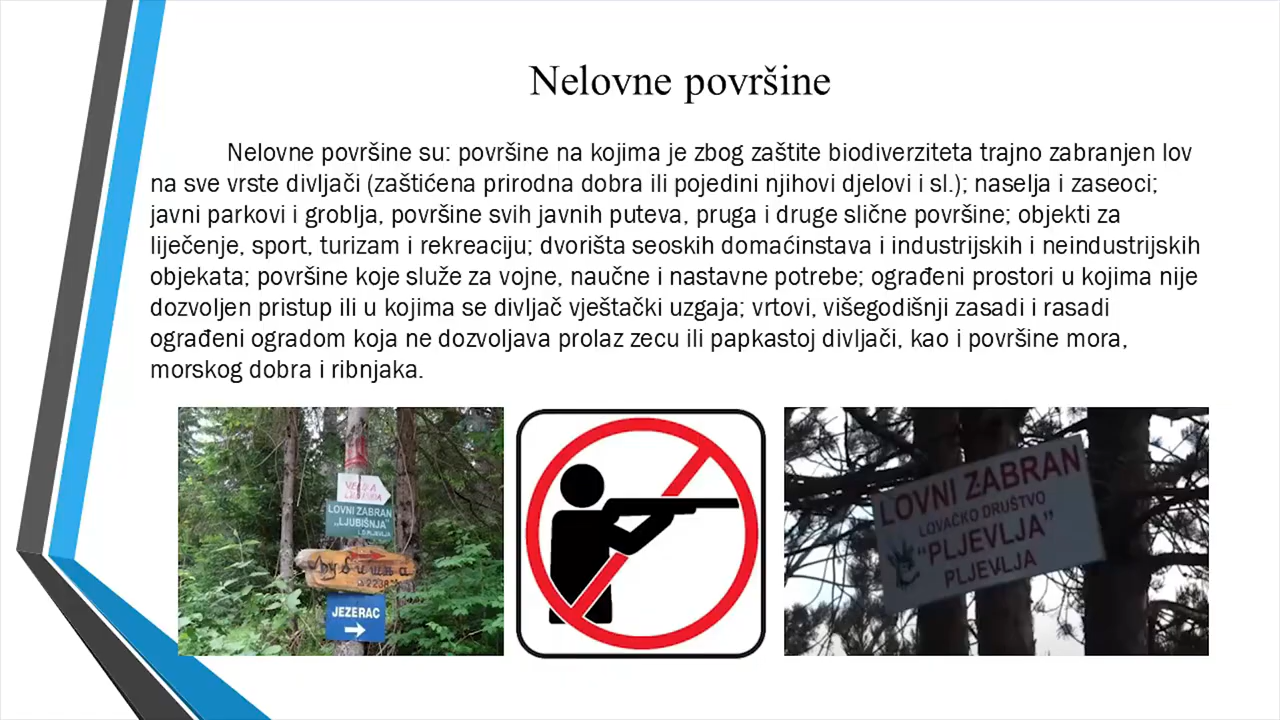 Nelovne površine
Nelovne površine su: površine na kojima je zbog zaštite biodiverziteta trajno zabranjen lov
na sve vrste divljači (zaštićena prirodna dobra ili pojedini njihovi djelovi i sl.); naselja i zaseoci;
javni parkovi i groblja, površine svih javnih puteva, pruga i druge slične površine; objekti za
liječenje, sport, turizam i rekreaciju; dvorišta seoskih domaćinstava i industrijskih i neindustrijskih
objekata; površine koje služe za vojne, naučne i nastavne potrebe; ograđeni prostori u kojima nije
dozvoljen pristup ili u kojima se divljač vještački uzgaja; vrtovi, višegodišnji zasadi i rasadi
ograđeni ogradom koja ne dozvoljava prolaz zecu ili papkastoj divljači, kao i površine mora,
morskog dobra i ribnjaka.
LOVNI ZABRAN
„LJUBIŠNJA"
JEZERAC
LOVNI ZABRAN
LOVAČKO DRUŠTVO
"PLJEVLJA"
PLJEVLJA